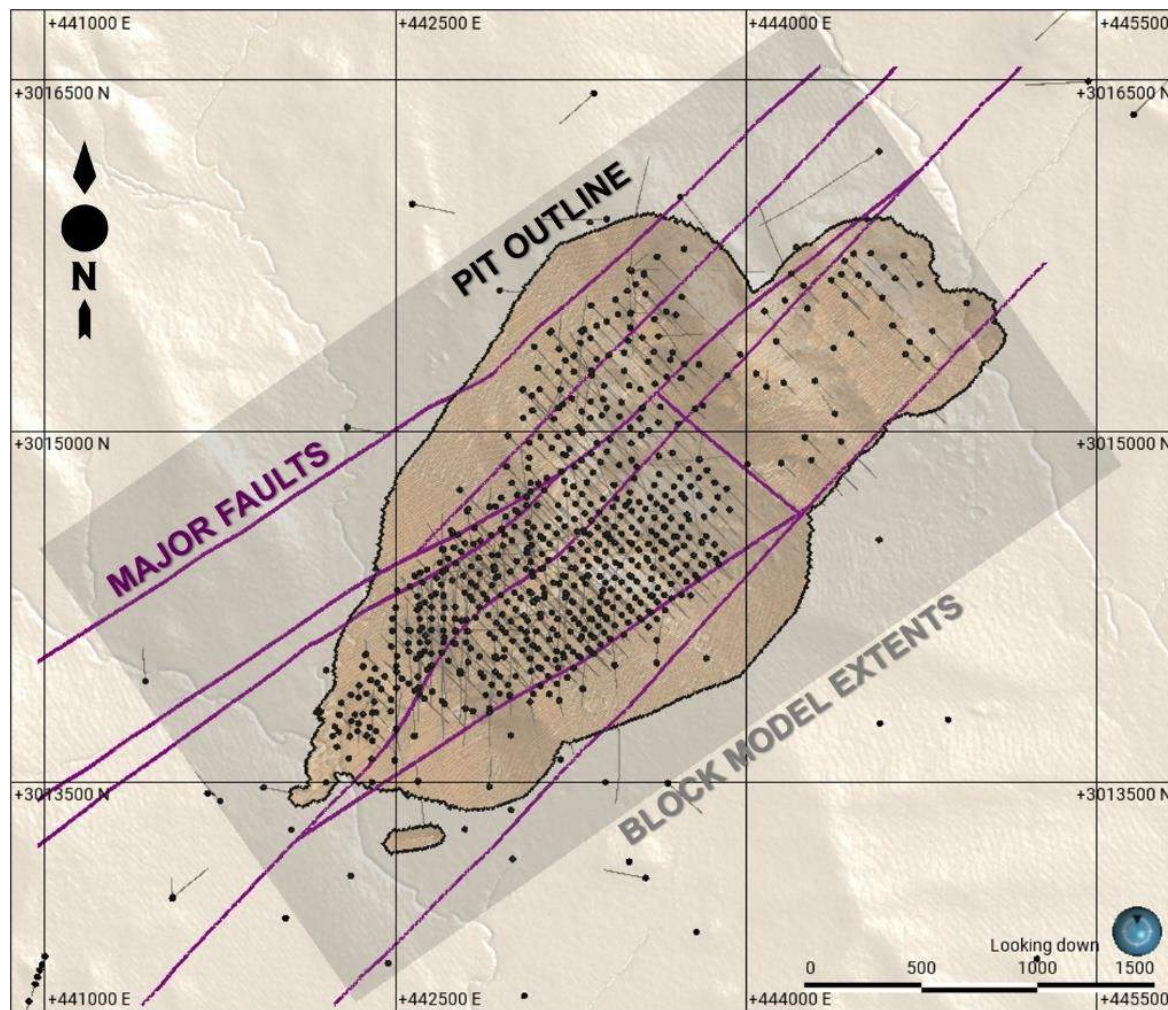 +441000 E
+442500 E
+444000 E
+445500
+3016500 N
+3016500 N
N
PIT OUTLINE
+3015000 N
+3015000 N
MAJOR FAULTS
BLOCK MODEL EXTENTS
+3013500 N
+3013500 N
Looking down
0 500 1000 1500
+441000 E
+442500 E
+444000 E
+445500